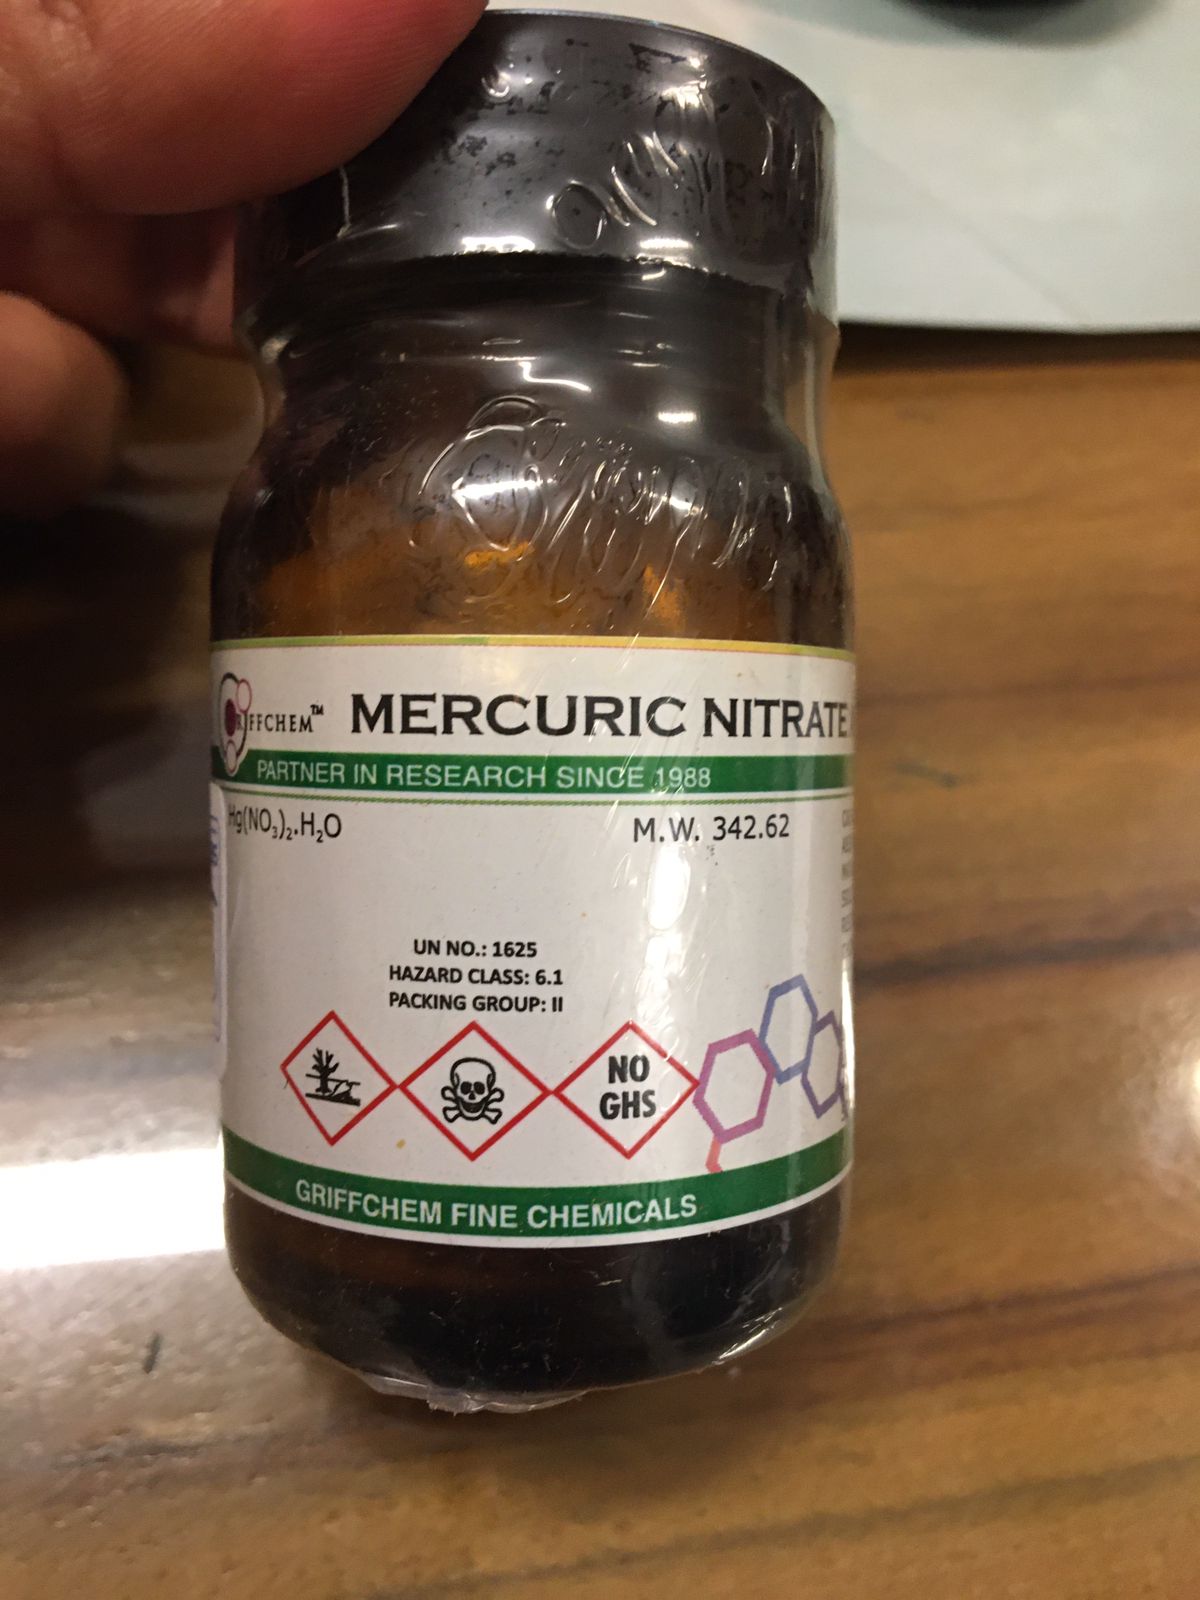 RIFFCHEM™ MERCURIC NITRATE
PARTNER IN RESEARCH SINCE 1988
Hg(NO₃)₂.H₂O
M.W. 342.62
UN NO.: 1625
HAZARD CLASS: 6.1
PACKING GROUP: II
NO
GHS
GRIFFCHEM FINE CHEMICALS